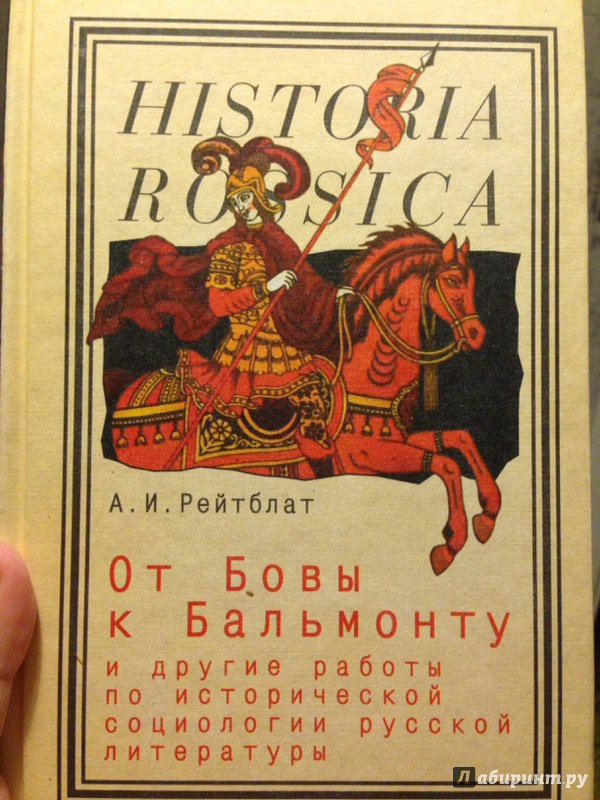 HISTORIA
ROSSICA
А.И.Рейтблат
От Бовы
к Бальмонту
и другие работы
по исторической
социологии русской
литературы
Лабиринт.ру